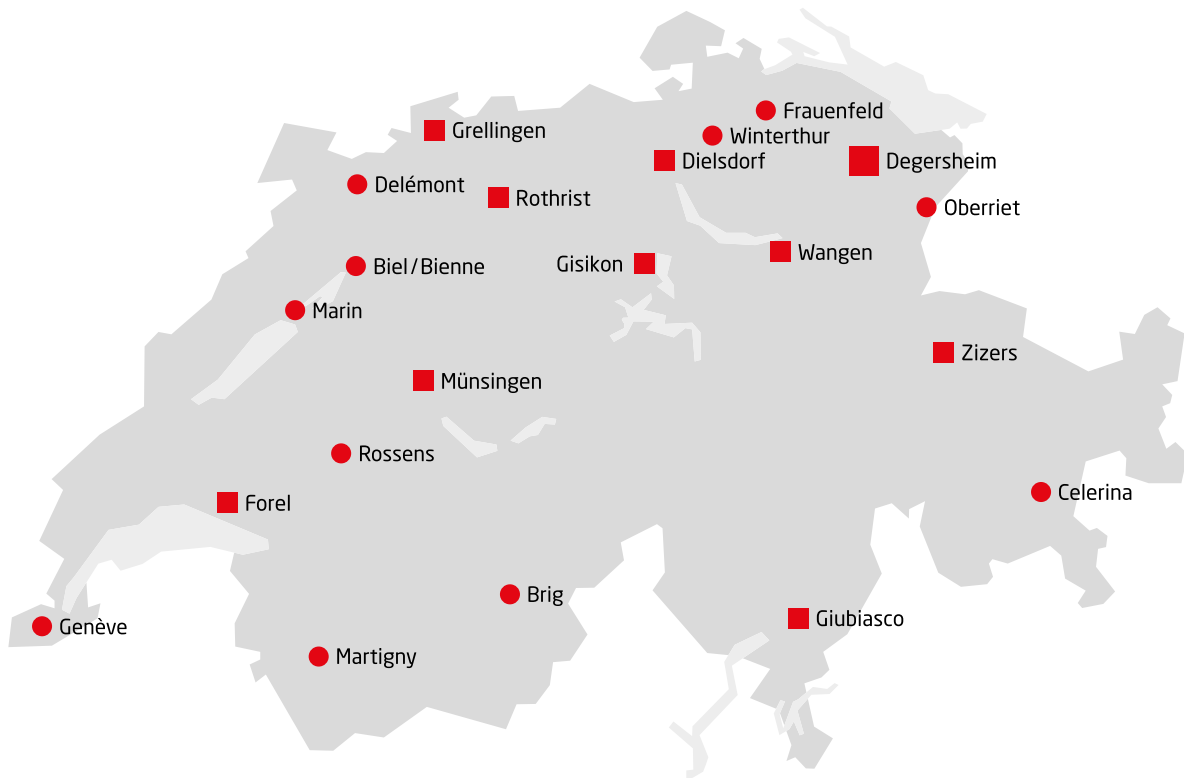 Frauenfeld
Grellingen
Winterthur
Dielsdorf
Degersheim
Delémont
Rothrist
Oberriet
Wangen
Gisikon
Biel/Bienne
Marin
Zizers
Münsingen
Rossens
Celerina
Forel
Brig
Giubiasco
Genève
Martigny